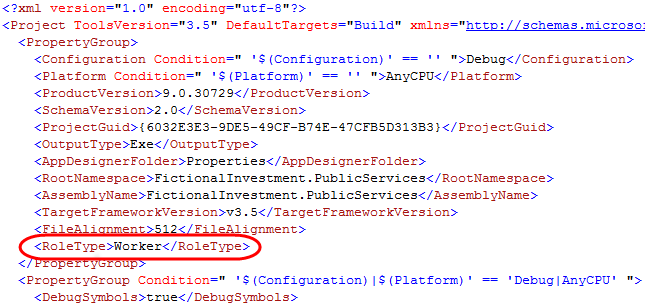 <?xml version="1.0" encoding="utf-8"?>
<Project ToolsVersion="3.5" DefaultTargets="Build" xmlns="http://schemas.microso
<PropertyGroup>
<Configuration Condition=" '$(Configuration)' == '' ">Debug</Configuration>
<Platform Condition=" '$(Platform)' == '' ">AnyCPU</Platform>
<ProductVersion>9.0.30729</ProductVersion>
<SchemaVersion>2.0</SchemaVersion>
<ProjectGuid>{6032E3E3-9DE5-49CF-B74E-47CFB5D313B3}</ProjectGuid>
<OutputType>Exe</OutputType>
<AppDesignerFolder>Properties</AppDesignerFolder>
<RootNamespace>FictionalInvestment.PublicServices</RootNamespace>
<AssemblyName>FictionalInvestment.PublicServices</AssemblyName>
<TargetFrameworkVersion>v3.5</TargetFrameworkVersion>
<FileAlignment>512</FileAlignment>
<RoleType>Worker</RoleType>
</PropertyGroup>
<PropertyGroup Condition=" '$(Configuration)|$(Platform)' == 'Debug|AnyCPU' ">
<DebugSymbols>true</DebugSymbols>